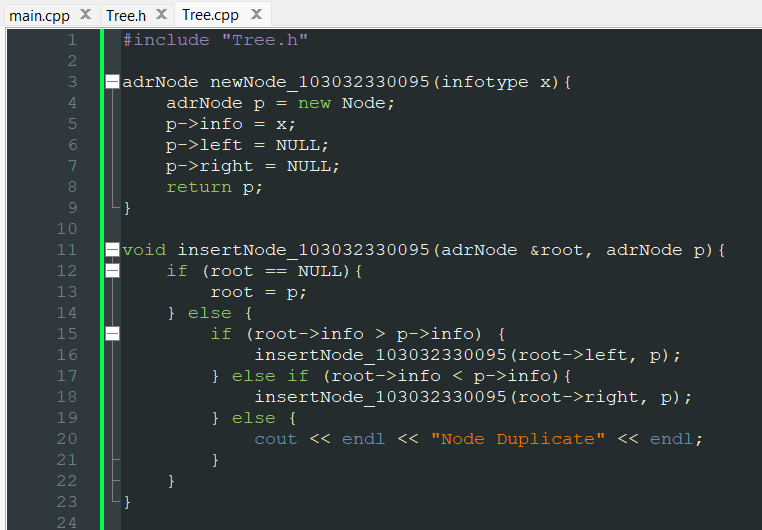 main.cpp Tree.h Tree.cpp
1 #include "Tree.h"
2
3 adrNode newNode_103032330095(infotype x){
4     adrNode p = new Node;
5     p->info = x;
6     p->left = NULL;
7     p->right = NULL;
8     return p;
9 }
10
11 void insertNode_103032330095(adrNode &root, adrNode p){
12     if (root == NULL){
13         root = p;
14     } else {
15         if (root->info > p->info) {
16             insertNode_103032330095(root->left, p);
17         } else if (root->info < p->info){
18             insertNode_103032330095(root->right, p);
19         } else {
20             cout << endl << "Node Duplicate" << endl;
21         }
22     }
23 }
24